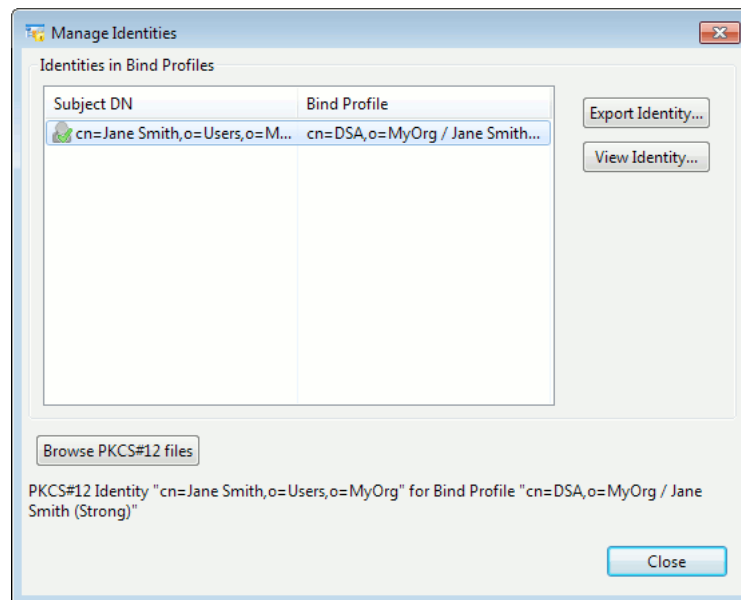 Manage Identities
Identities in Bind Profiles
Subject DN
Bind Profile
cn=Jane Smith,o=Users,o=M...
cn=DSA,o=MyOrg / Jane Smith...
Export Identity...
View Identity...
Browse PKCS#12 files
PKCS#12 Identity "cn=Jane Smith,o=Users,o=MyOrg" for Bind Profile "cn=DSA,o=MyOrg / Jane
Smith (Strong)"
Close